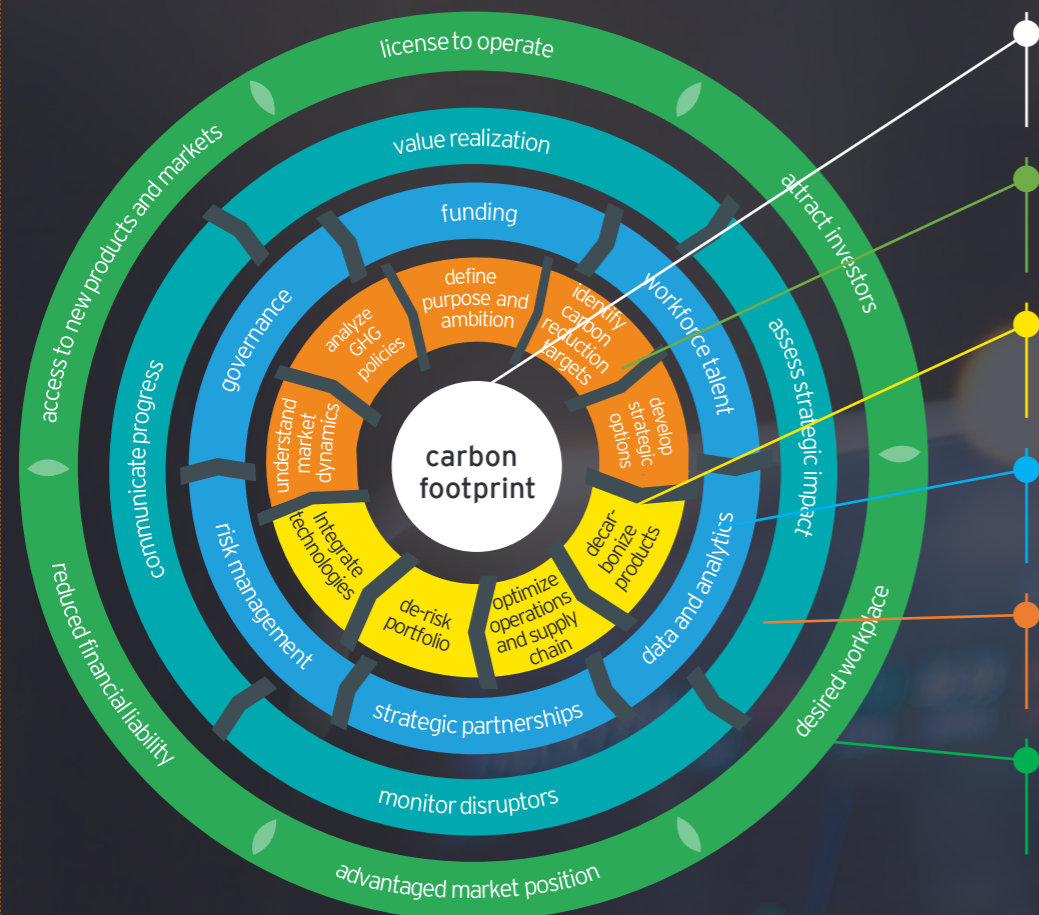 license to operate
attract investors
desired workplace
advantaged market position
reduced financial liability
access to new products and markets
value realization
assess strategic impact
monitor disruptors
communicate progress
funding
workforce talent
data and analytics
strategic partnerships
risk management
governance
define
purpose and
ambition
identify
carbon
reduction
targets
develop
strategic
options
decar-
bonize
products
optimize
operations
and supply
chain
de-risk
portfolio
Integrate
technologies
understand
market
dynamics
analyze
GHG
policies
carbon
footprint